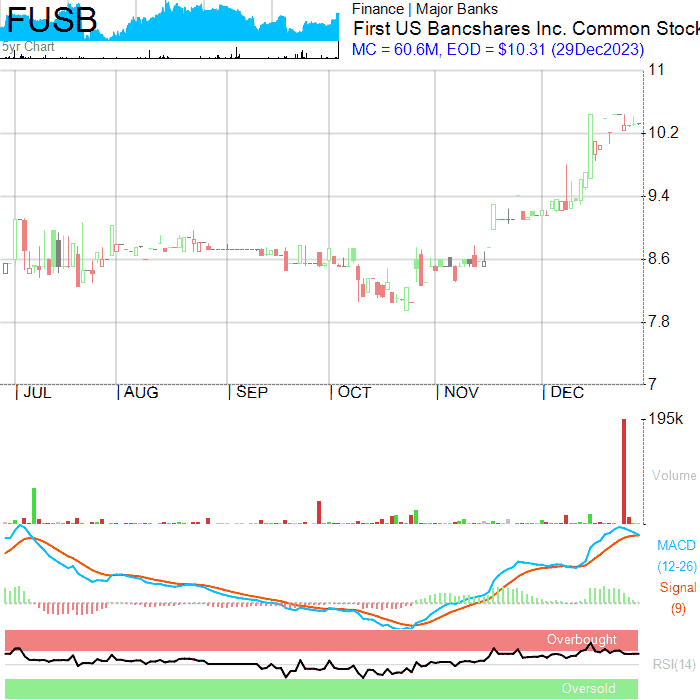 FUSB
5yr Chart
Finance | Major Banks
First US Bancshares Inc. Common Stock
MC = 60.6M, EOD = $10.31 (29Dec2023)
11
10.2
9.4
8.6
7.8
7
| JUL | AUG | SEP | OCT | NOV | DEC
195k
Volume
MACD
(12-26)
Signal
(9)
Overbought
RSI(14)
Oversold